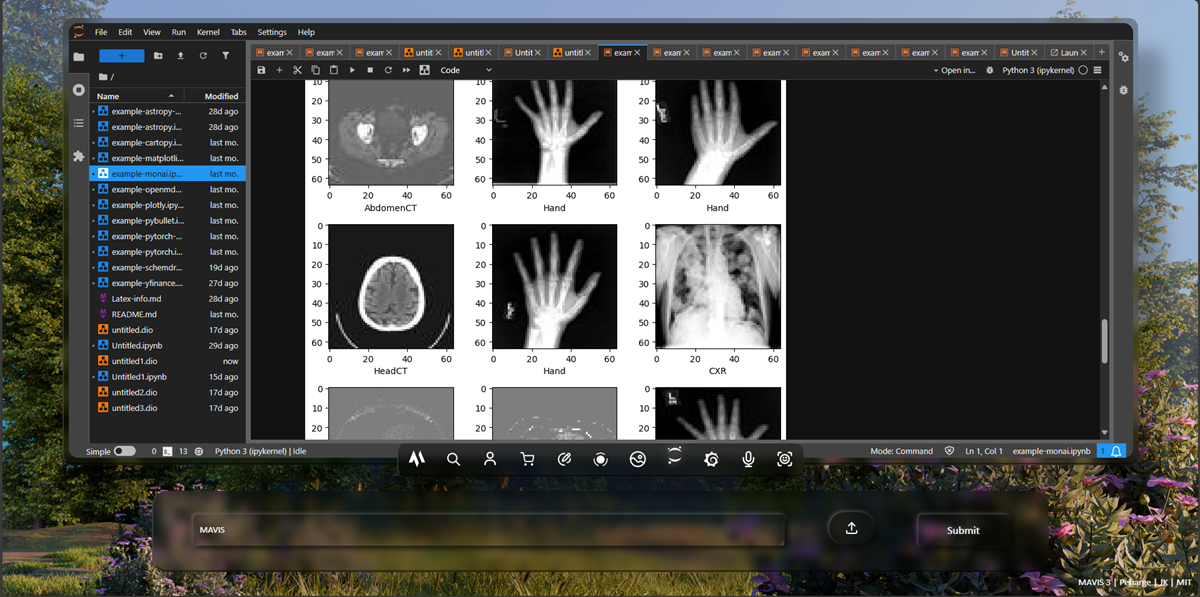 File Edit View Run Kernel Tabs Settings Help
exam exam exam untit untitl Untitl untitl exam exam exam exam exam exam exam exam Untit Laun
+
Code
Open in... Python 3 (ipykernel)
/
Name Modified
example-astropy-... 28d ago
example-astropy.i... 28d ago
example-cartopy.i... last mo.
example-matplotli... last mo.
example-monai.ip... last mo.
example-openmd... last mo.
example-plotly.ipy... last mo.
example-pybullet.i... last mo.
example-pytorch-... last mo.
example-pytorch.i... last mo.
example-schemdr... 19d ago
example-yfinance.... 27d ago
Latex-info.md 28d ago
README.md last mo.
untitled.dio 17d ago
Untitled.ipynb 29d ago
untitled1.dio now
Untitled1.ipynb 15d ago
untitled2.dio 17d ago
untitled3.dio 17d ago
10 10 10
20 20 20
30 30 30
40 40 40
50 50 50
60 60 60
0 20 40 60 0 20 40 60 0 20 40 60
AbdomenCT Hand Hand
0 0 0
10 10 10
20 20 20
30 30 30
40 40 40
50 50 50
60 60 60
0 20 40 60 0 20 40 60 0 20 40 60
HeadCT Hand CXR
0 0 0
10 10 10
20 20 20
Simple 0 13 Python 3 (ipykernel) | Idle
Mode: Command Ln 1, Col 1 example-monai.ipynb 1
MAVIS
Submit
MAVIS 3 | Peharge | JK | MIT